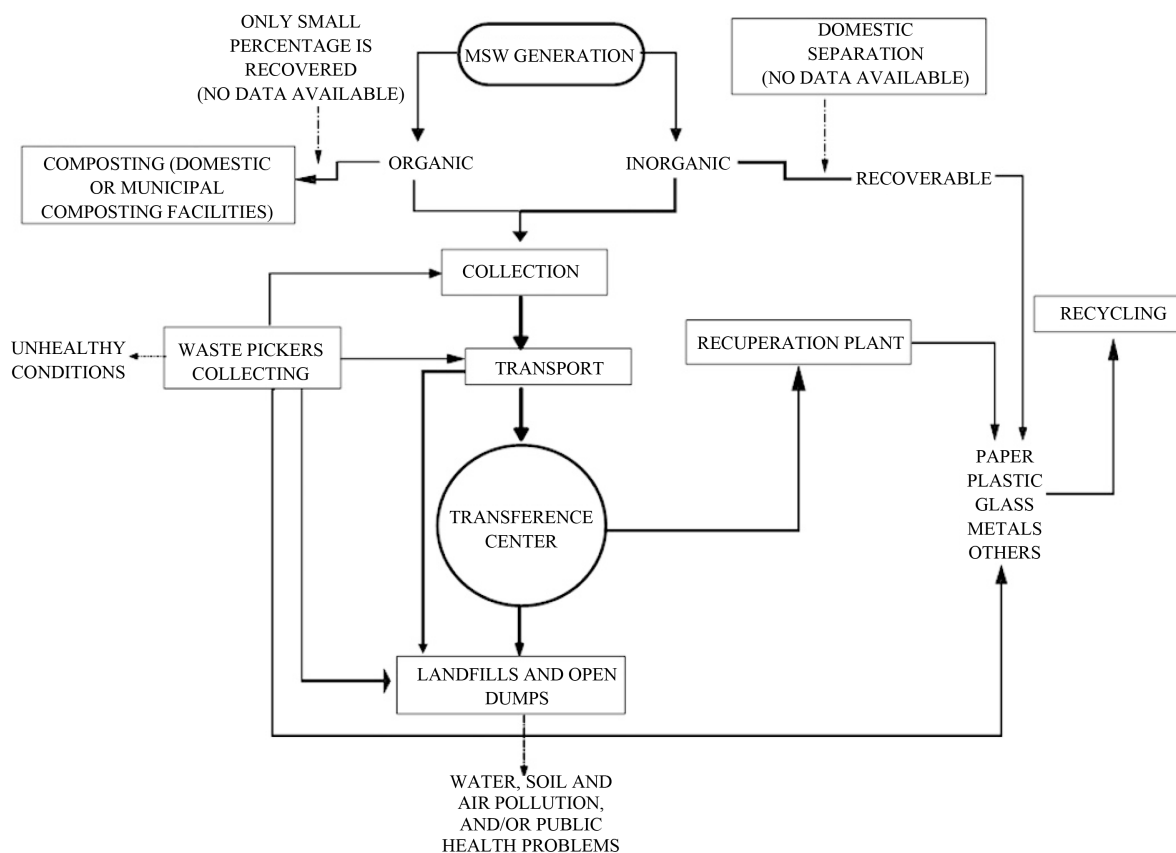 ONLY SMALL
PERCENTAGE IS
RECOVERED
(NO DATA AVAILABLE)
MSW GENERATION
DOMESTIC
SEPARATION
(NO DATA AVAILABLE)
COMPOSTING (DOMESTIC
OR MUNICIPAL
COMPOSTING FACILITIES)
ORGANIC
INORGANIC
RECOVERABLE
COLLECTION
UNHEALTHY
CONDITIONS
WASTE PICKERS
COLLECTING
TRANSPORT
RECUPERATION PLANT
RECYCLING
PAPER
PLASTIC
GLASS
METALS
OTHERS
TRANSFERENCE
CENTER
LANDFILLS AND OPEN
DUMPS
WATER, SOIL AND
AIR POLLUTION,
AND/OR PUBLIC
HEALTH PROBLEMS